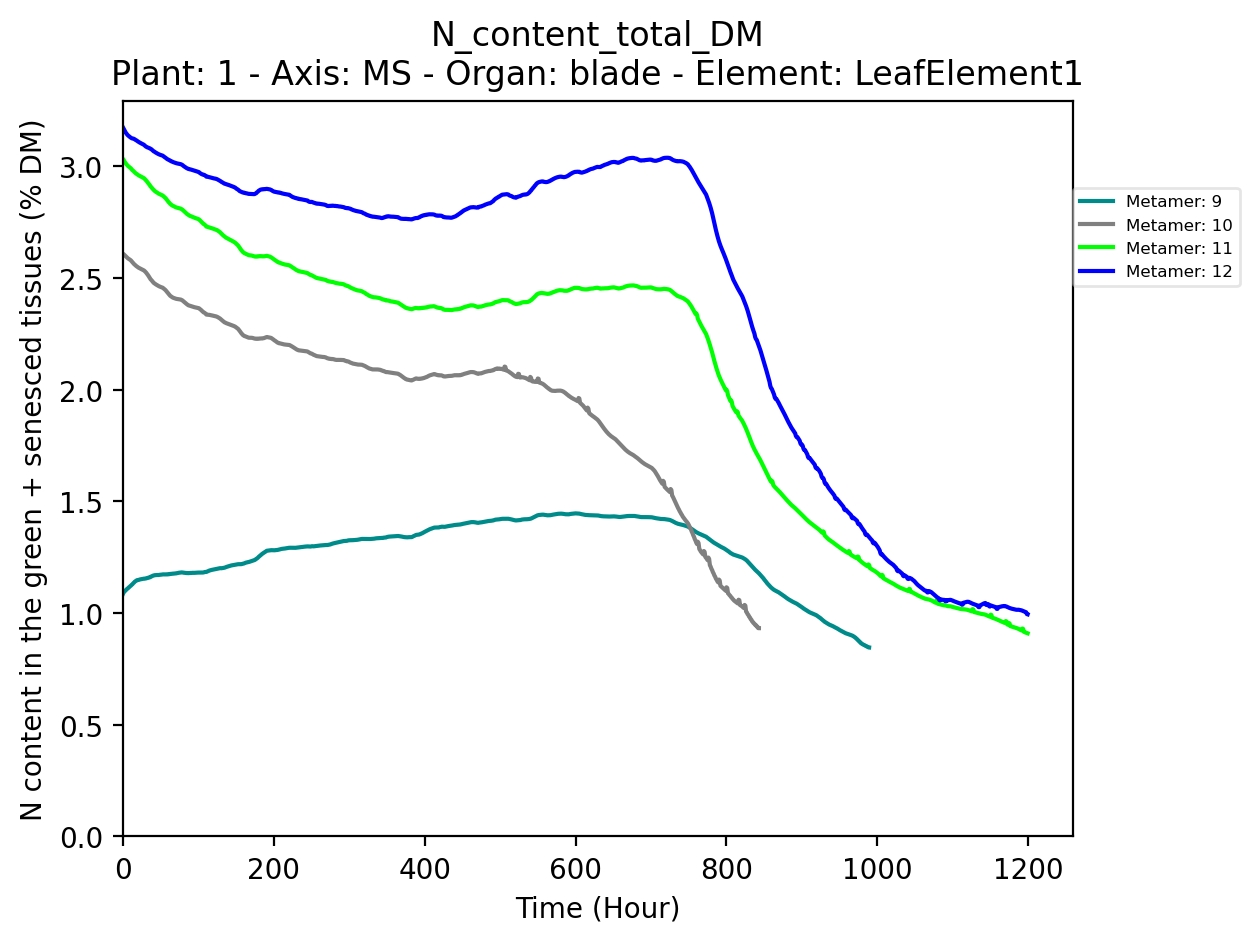 N_content_total_DM
Plant: 1 - Axis: MS - Organ: blade - Element: LeafElement1
N content in the green + senesced tissues (% DM)
3.0
2.5
2.0
1.5
1.0
0.5
0.0
0 200 400 600 800 1000 1200
Time (Hour)
Metamer: 9
Metamer: 10
Metamer: 11
Metamer: 12